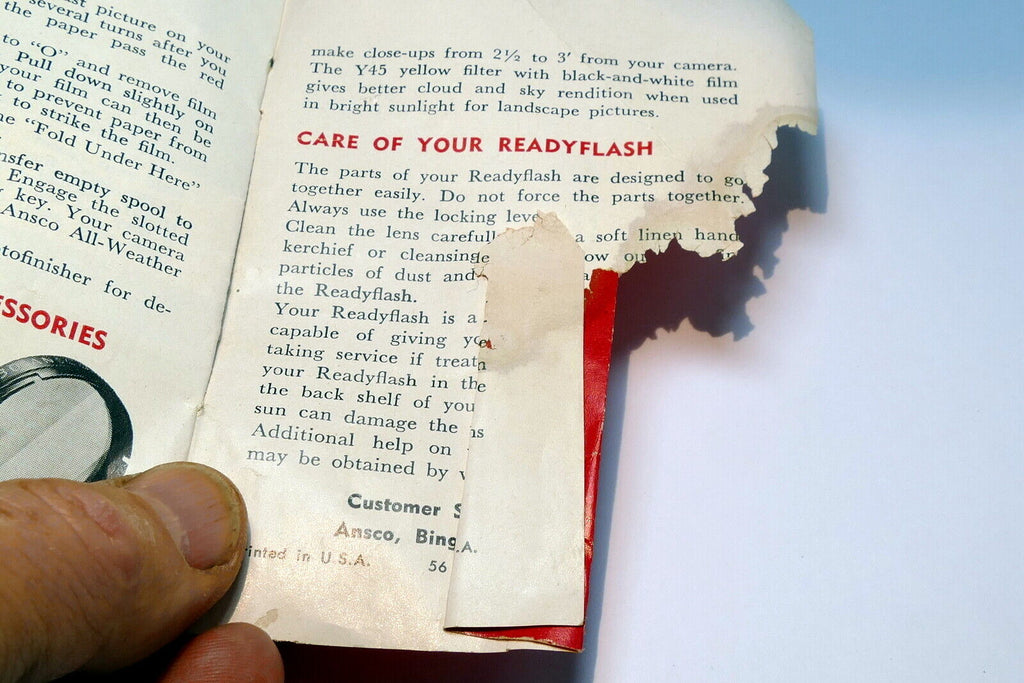 st picture on your
several turns after you
the paper pass the red
to "O" and remove film
Pull down slightly on
your film can then be
to prevent paper from
to strike the film.
he "Fold Under Here"
nsfer empty spool to
Engage the slotted
key. Your camera
Ansco All-Weather
otofinisher for de-
ESSORIES
make close-ups from 2½ to 3′ from your camera.
The Y45 yellow filter with black-and-white film
gives better cloud and sky rendition when used
in bright sunlight for landscape pictures.
CARE OF YOUR READYFLASH
The parts of your Readyflash are designed to go
together easily. Do not force the parts together.
Always use the locking leve
Clean the lens carefull a soft linen hand
kerchief or cleansing ow ou
particles of dust and
the Readyflash.
Your Readyflash is a
capable of giving yo
taking service if treat
your Readyflash in the
the back shelf of you
sun can damage the
Additional help on
may be obtained by
Customer S
Ansco, Bing
rinted in U.S.A. 56